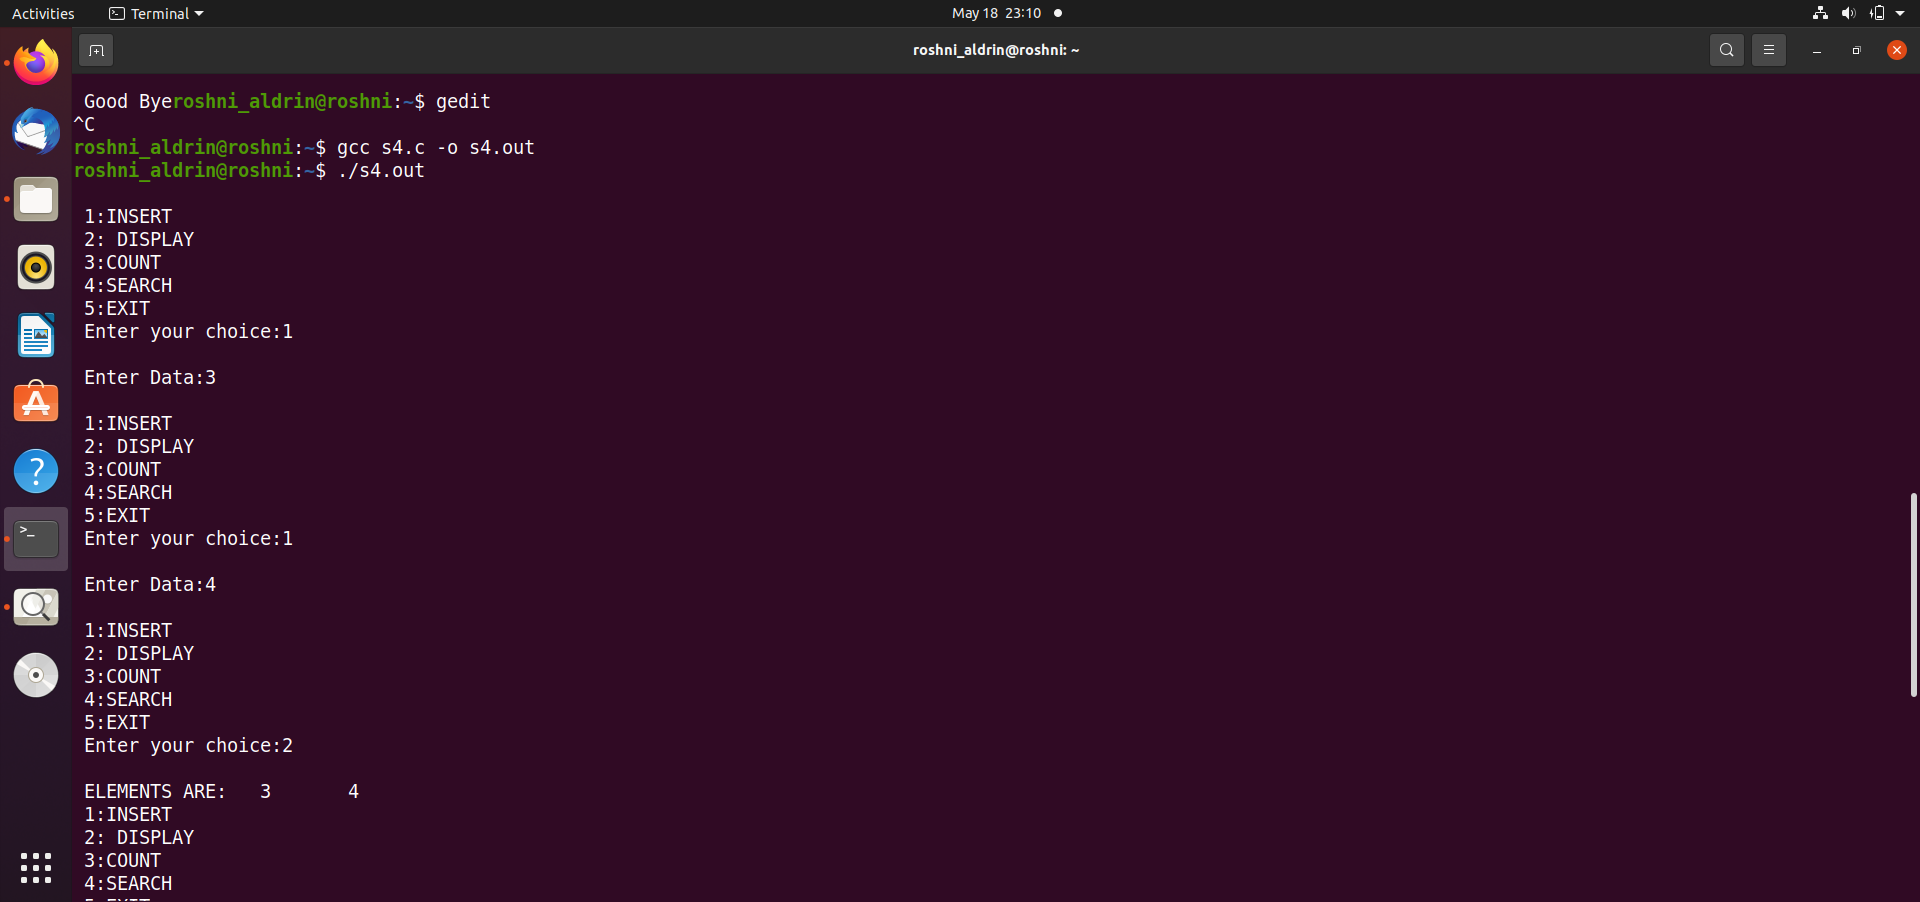 Activities Terminal May 18 23:10
roshni_aldrin@roshni: ~
Good Byeroshni_aldrin@roshni:~$ gedit
^C
roshni_aldrin@roshni:~$ gcc s4.c -o s4.out
roshni_aldrin@roshni:~$ ./s4.out
1:INSERT
2: DISPLAY
3:COUNT
4:SEARCH
5:EXIT
Enter your choice:1
Enter Data:3
1:INSERT
2: DISPLAY
3:COUNT
4:SEARCH
5:EXIT
Enter your choice:1
Enter Data:4
1:INSERT
2: DISPLAY
3:COUNT
4:SEARCH
5:EXIT
Enter your choice:2
ELEMENTS ARE: 3 4
1:INSERT
2: DISPLAY
3:COUNT
4:SEARCH